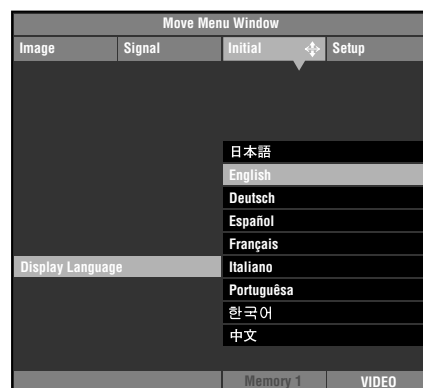 Move Menu Window
Image Signal Initial Setup
日本語
English
Deutsch
Español
Français
Display Language Italiano
Portuguêsa
한국어
中文
Memory 1 VIDEO